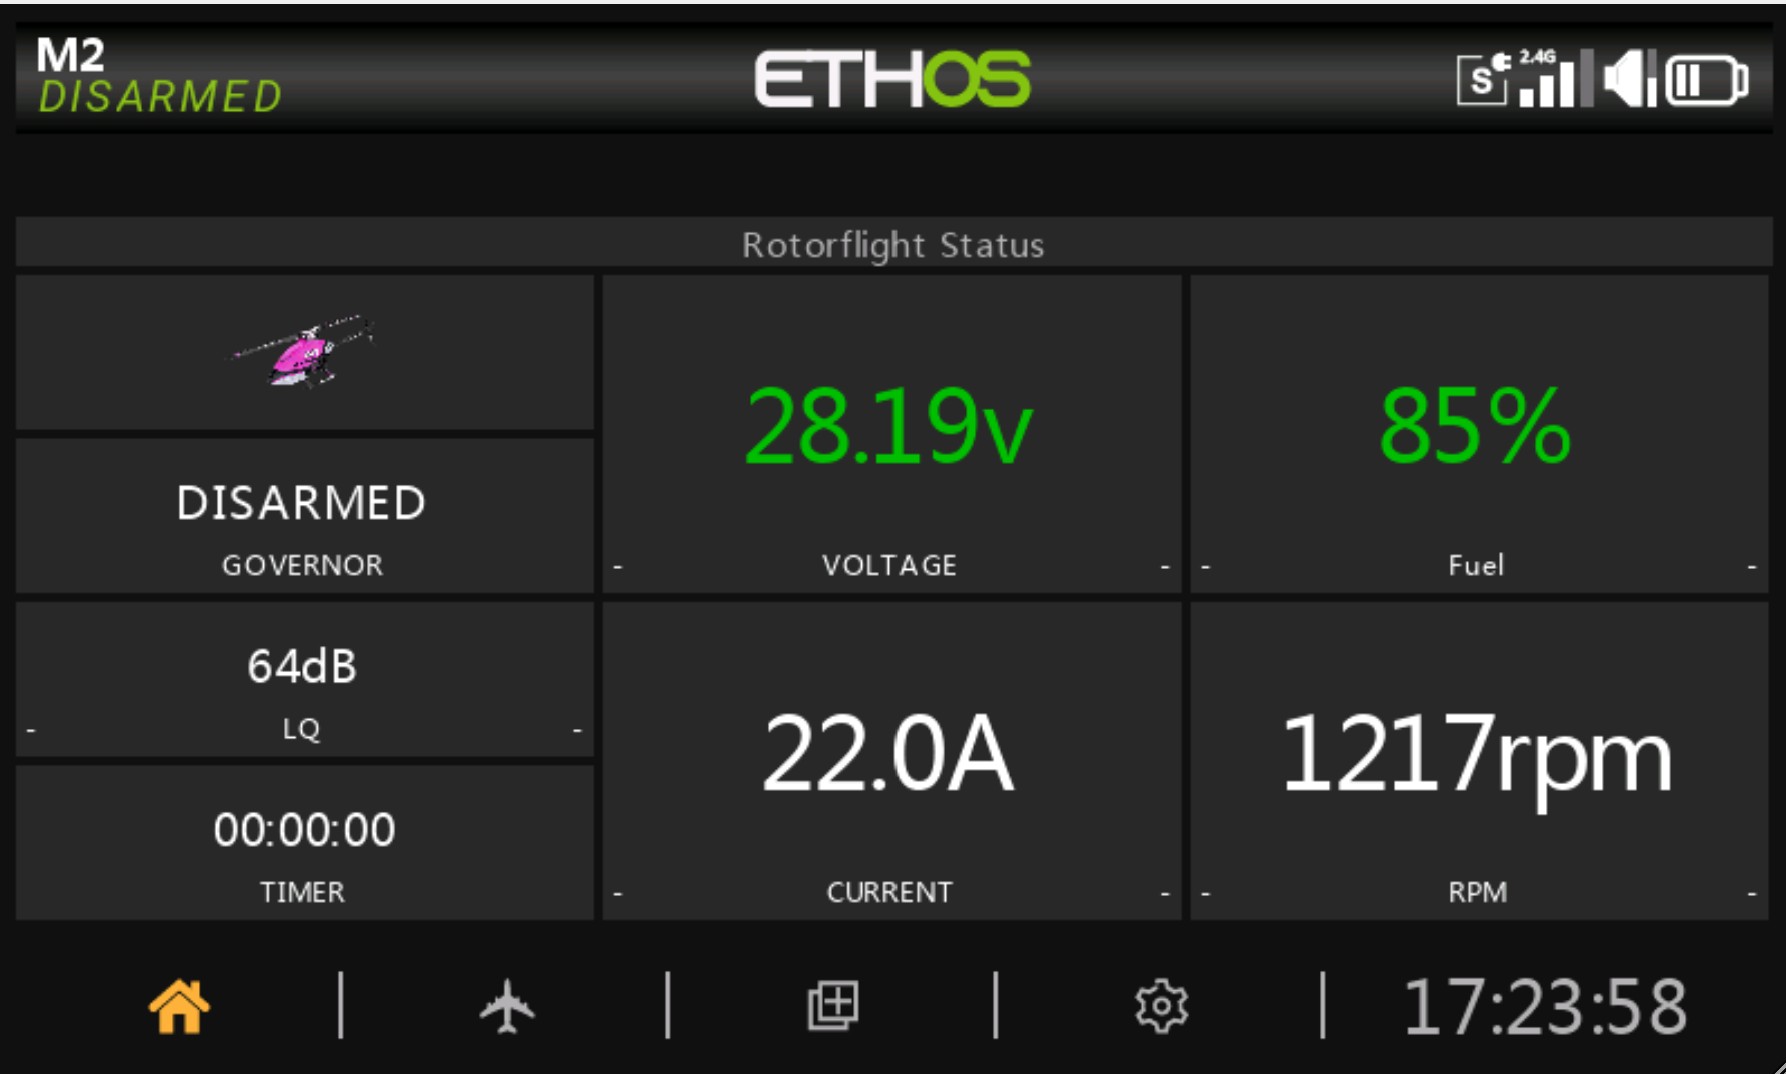 M2
DISARMED
ETHOS
S
2.4G
Rotorflight Status
DISARMED
GOVERNOR
64dB
- LQ -
00:00:00
TIMER
28.19v
- VOLTAGE -
85%
- Fuel -
22.0A
- CURRENT -
1217rpm
- RPM -
17:23:58